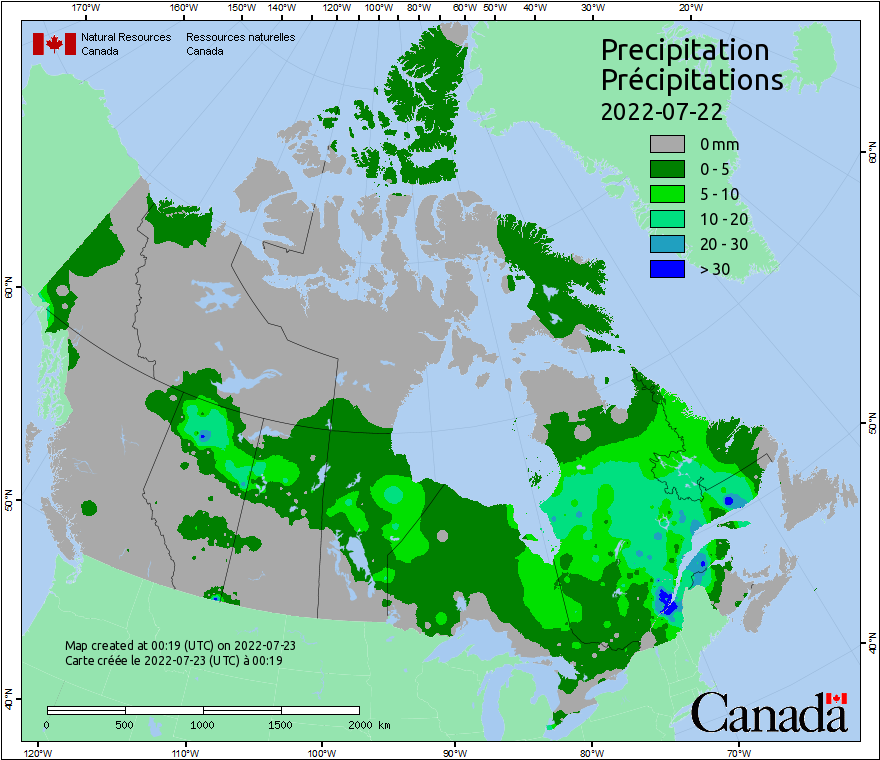 170°W 160°W 150°W 140°W 120°W 100°W 80°W 60°W 50°W 40°W 30°W 20°W
Natural Resources Ressources naturelles
Canada Canada
Precipitation
Précipitations
2022-07-22
0 mm
0 - 5
5 - 10
10 - 20
20 - 30
> 30
60°N
60°N
50°N
50°N
40°N
40°N
Map created at 00:19 (UTC) on 2022-07-23
Carte créée le 2022-07-23 (UTC) à 00:19
0 500 1000 1500 2000 km
Canada
120°W 110°W 100°W 90°W 80°W 70°W